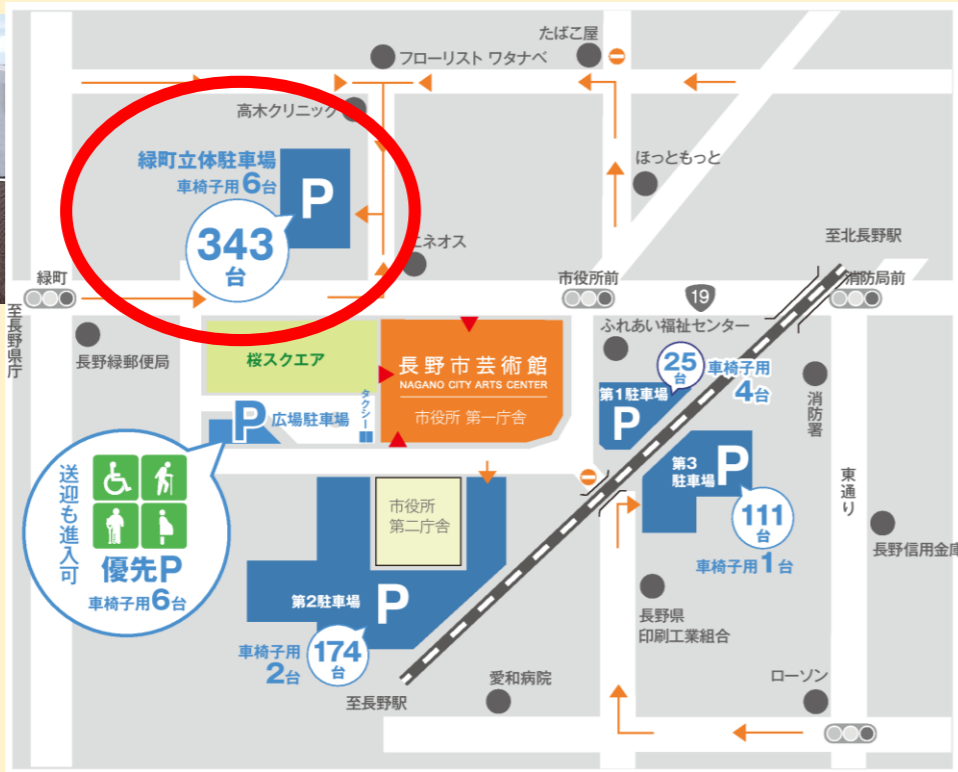 たばこ屋
フローリスト ワタナベ
高木クリニック
緑町立体駐車場
車椅子用6台
P
343
台
ほっともっと
至北長野駅
エネオス
緑町
市役所前
19
消防局前
至長野県庁
長野緑郵便局
桜スクエア
長野市芸術館
NAGANO CITY ARTS CENTER
市役所 第一庁舎
タクシー
P 広場駐車場
ふれあい福祉センター
25
台
車椅子用
4台
第1駐車場
P
消防署
第3
駐車場
P
111
台
車椅子用1台
東通り
長野信用金庫
送迎も進入可
優先P
車椅子用6台
市役所
第二庁舎
第2駐車場 P
車椅子用
2台
174
台
至長野駅
長野県
印刷工業組合
愛和病院
ローソン